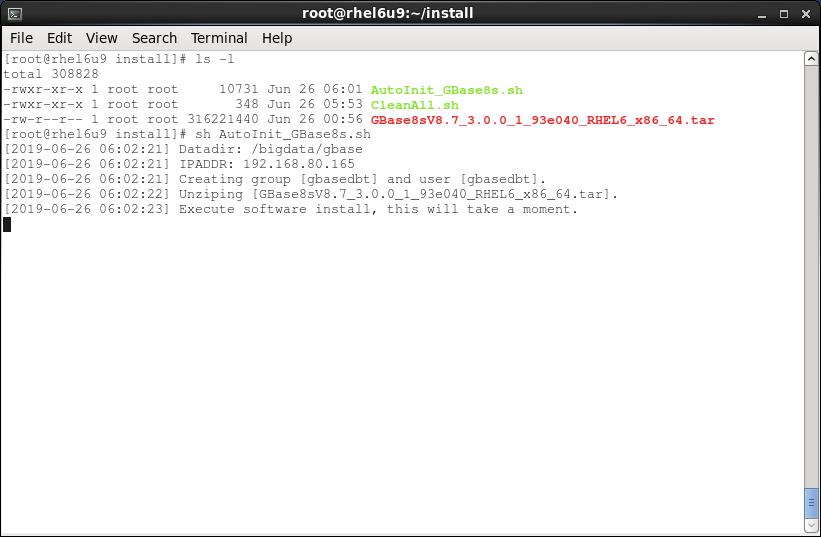 root@rhel6u9:~/install
File Edit View Search Terminal Help
[root@rhel6u9 install]# ls -l
total 308828
-rwxr-xr-x 1 root root     10731 Jun 26 06:01 AutoInit_GBase8s.sh
-rwxr-xr-x 1 root root       348 Jun 26 05:53 CleanAll.sh
-rw-r--r-- 1 root root 316221440 Jun 26 00:56 GBase8sV8.7_3.0.0_1_93e040_RHEL6_x86_64.tar
[root@rhel6u9 install]# sh AutoInit_GBase8s.sh
[2019-06-26 06:02:21] Datadir: /bigdata/gbase
[2019-06-26 06:02:21] IPADDR: 192.168.80.165
[2019-06-26 06:02:21] Creating group [gbasedbt] and user [gbasedbt].
[2019-06-26 06:02:22] Unziping [GBase8sV8.7_3.0.0_1_93e040_RHEL6_x86_64.tar].
[2019-06-26 06:02:23] Execute software install, this will take a moment.